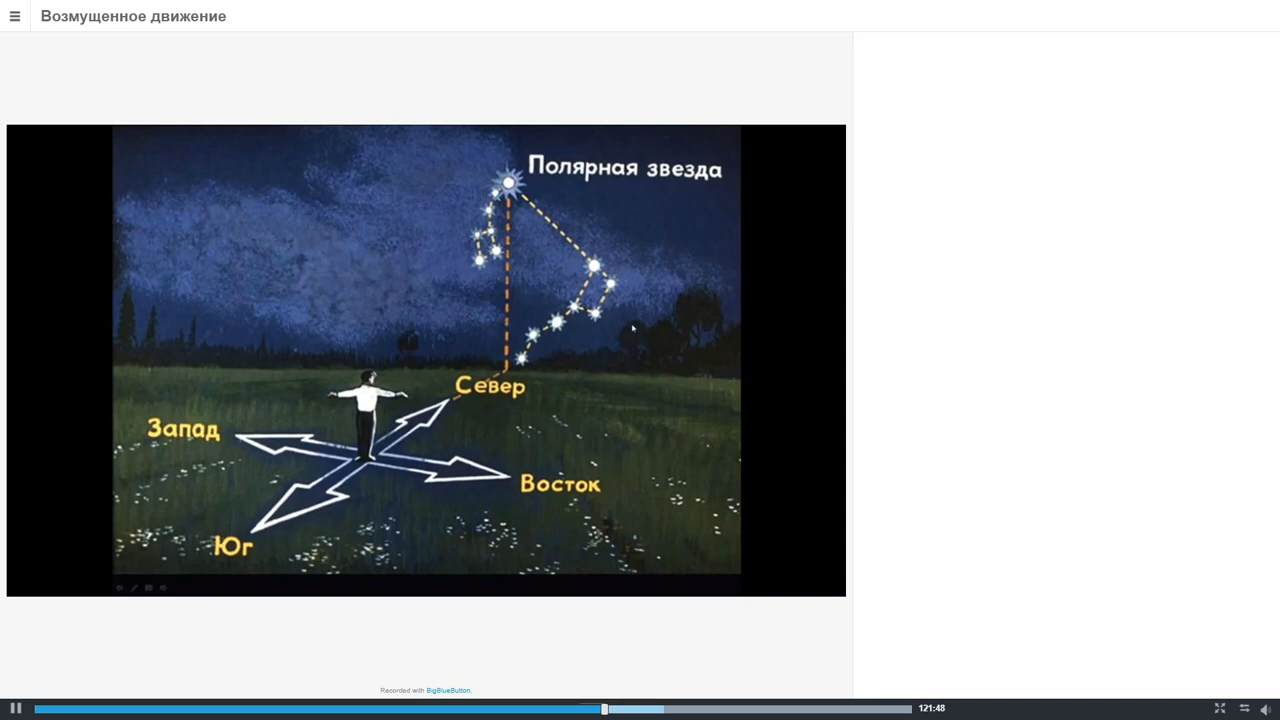 Возмущенное движение
Полярная звезда
Север
Запад
Восток
Юг
Recorded with BigBlueButton.
121:48